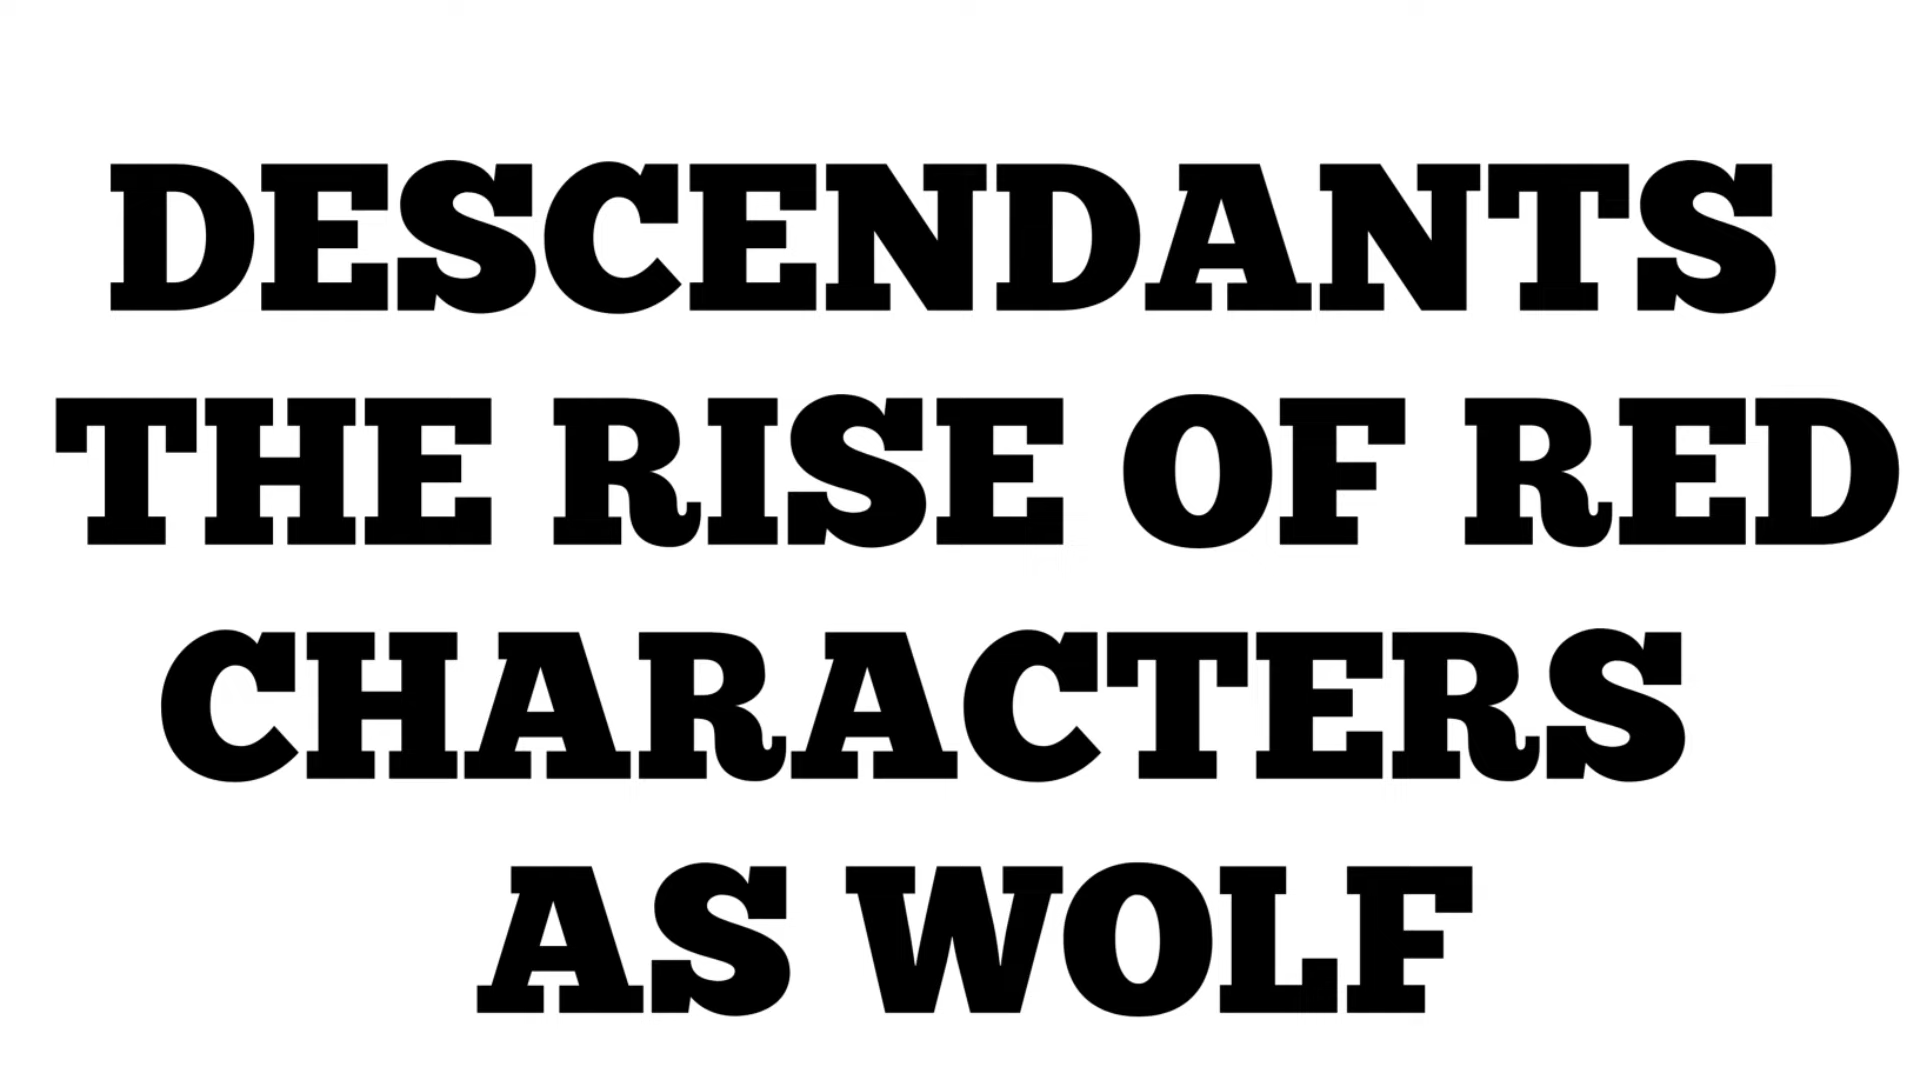 DESCENDANTS
THE RISE OF RED
CHARACTERS
AS WOLF